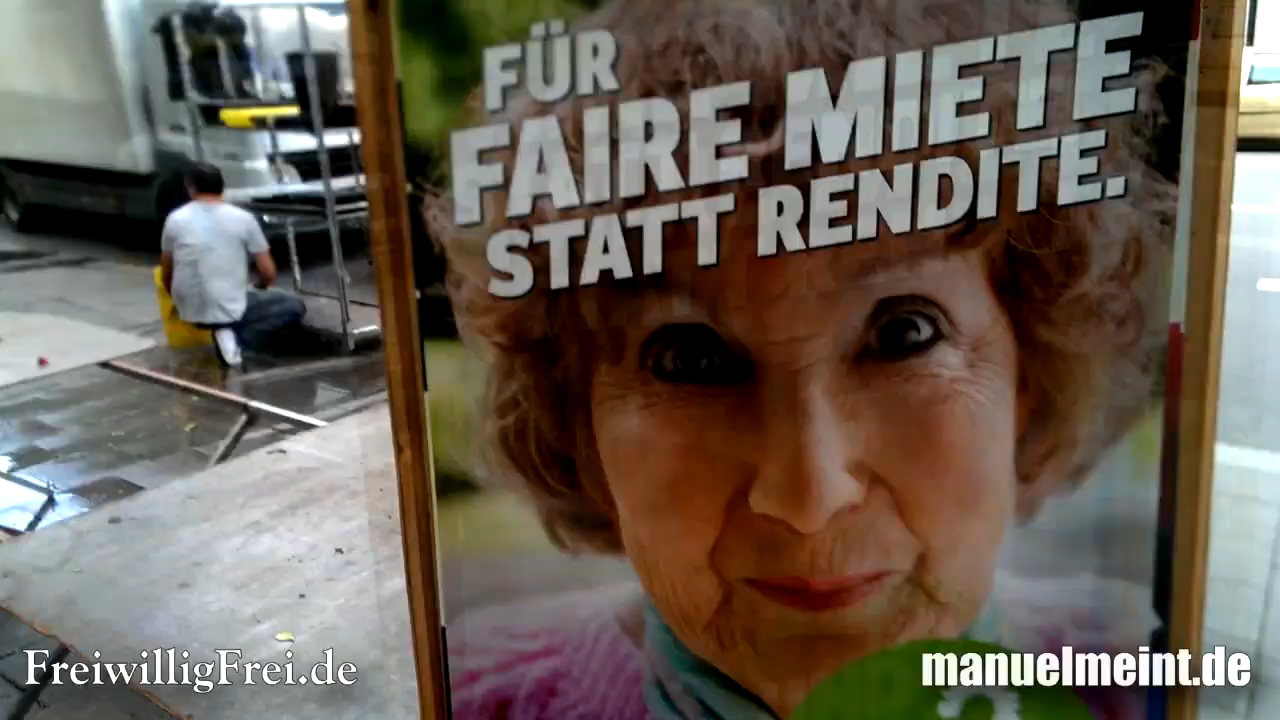 FÜR
FAIRE MIETE
STATT RENDITE.
FreiwilligFrei.de
manuelmeint.de